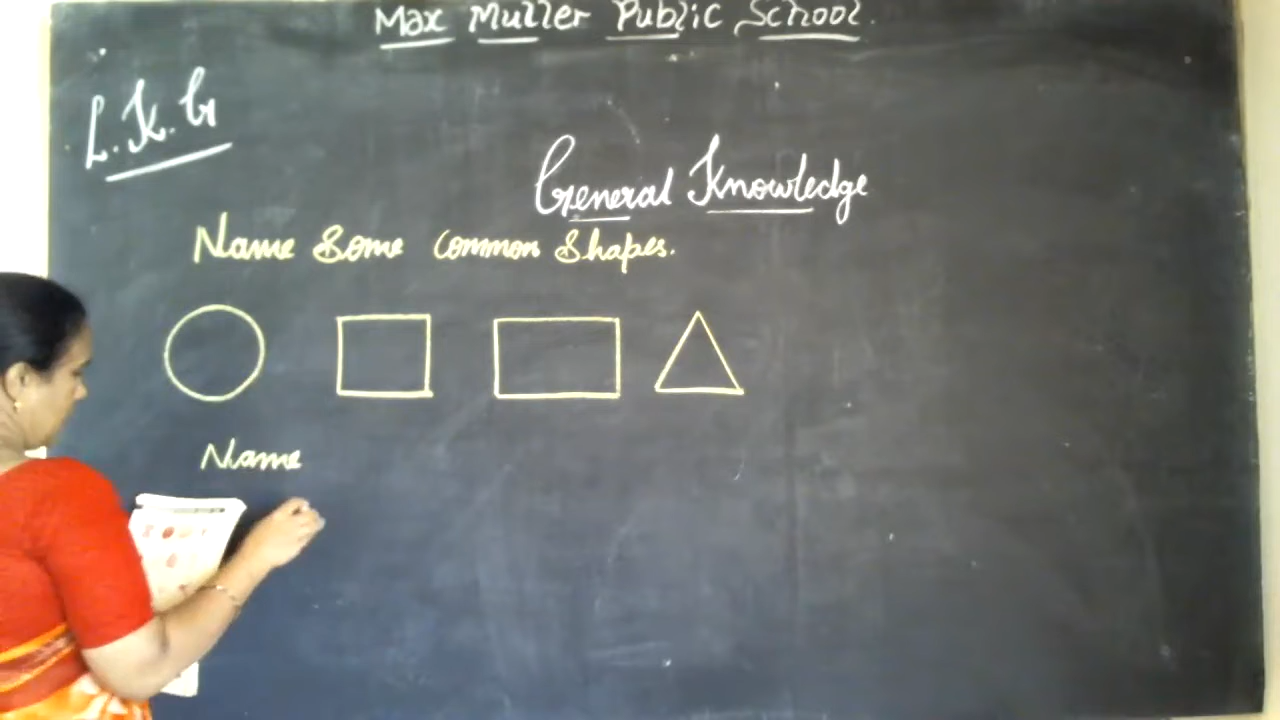 Max Muller Public School.
L.K.G
General Knowledge
Name Some Common Shapes.
Name